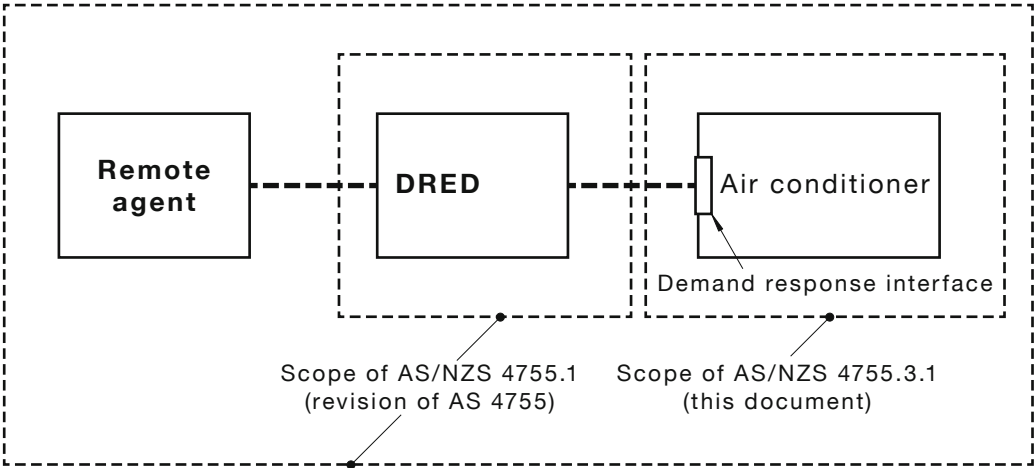 Remote
agent
DRED
Air conditioner
Demand response interface
Scope of AS/NZS 4755.1
(revision of AS 4755)
Scope of AS/NZS 4755.3.1
(this document)